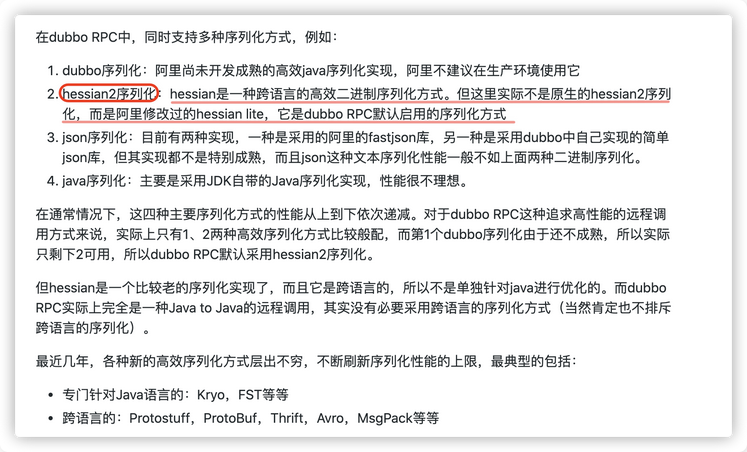 在dubbo RPC中，同时支持多种序列化方式，例如：
1. dubbo序列化：阿里尚未开发成熟的高效java序列化实现，阿里不建议在生产环境使用它
2. hessian2序列化：hessian是一种跨语言的高效二进制序列化方式。但这里实际不是原生的hessian2序列
化，而是阿里修改过的hessian lite，它是dubbo RPC默认启用的序列化方式
3. json序列化：目前有两种实现，一种是采用的阿里的fastjson库，另一种是采用dubbo中自己实现的简单
json库，但其实现都不是特别成熟，而且json这种文本序列化性能一般不如上面两种二进制序列化。
4. java序列化：主要是采用JDK自带的Java序列化实现，性能很不理想。
在通常情况下，这四种主要序列化方式的性能从上到下依次递减。对于dubbo RPC这种追求高性能的远程调
用方式来说，实际上只有1、2两种高效序列化方式比较般配，而第1个dubbo序列化由于还不成熟，所以实际
只剩下2可用，所以dubbo RPC默认采用hessian2序列化。
但hessian是一个比较老的序列化实现了，而且它是跨语言的，所以不是单独针对java进行优化的。而dubbo
RPC实际上完全是一种Java to Java的远程调用，其实没有必要采用跨语言的序列化方式（当然肯定也不排斥
跨语言的序列化）。
最近几年，各种新的高效序列化方式层出不穷，不断刷新序列化性能的上限，最典型的包括：
• 专门针对Java语言的：Kryo，FST等等
• 跨语言的：Protostuff，ProtoBuf，Thrift，Avro，MsgPack等等